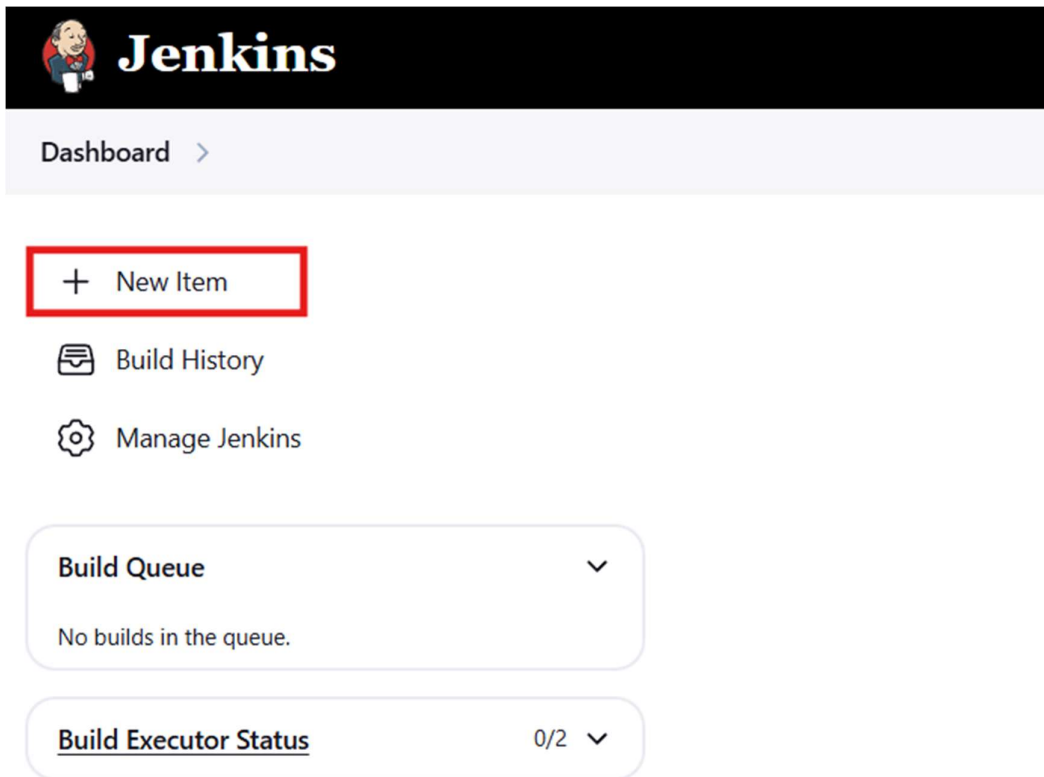 Jenkins
Dashboard
New Item
Build History
Manage Jenkins
Build Queue
No builds in the queue.
Build Executor Status 0/2